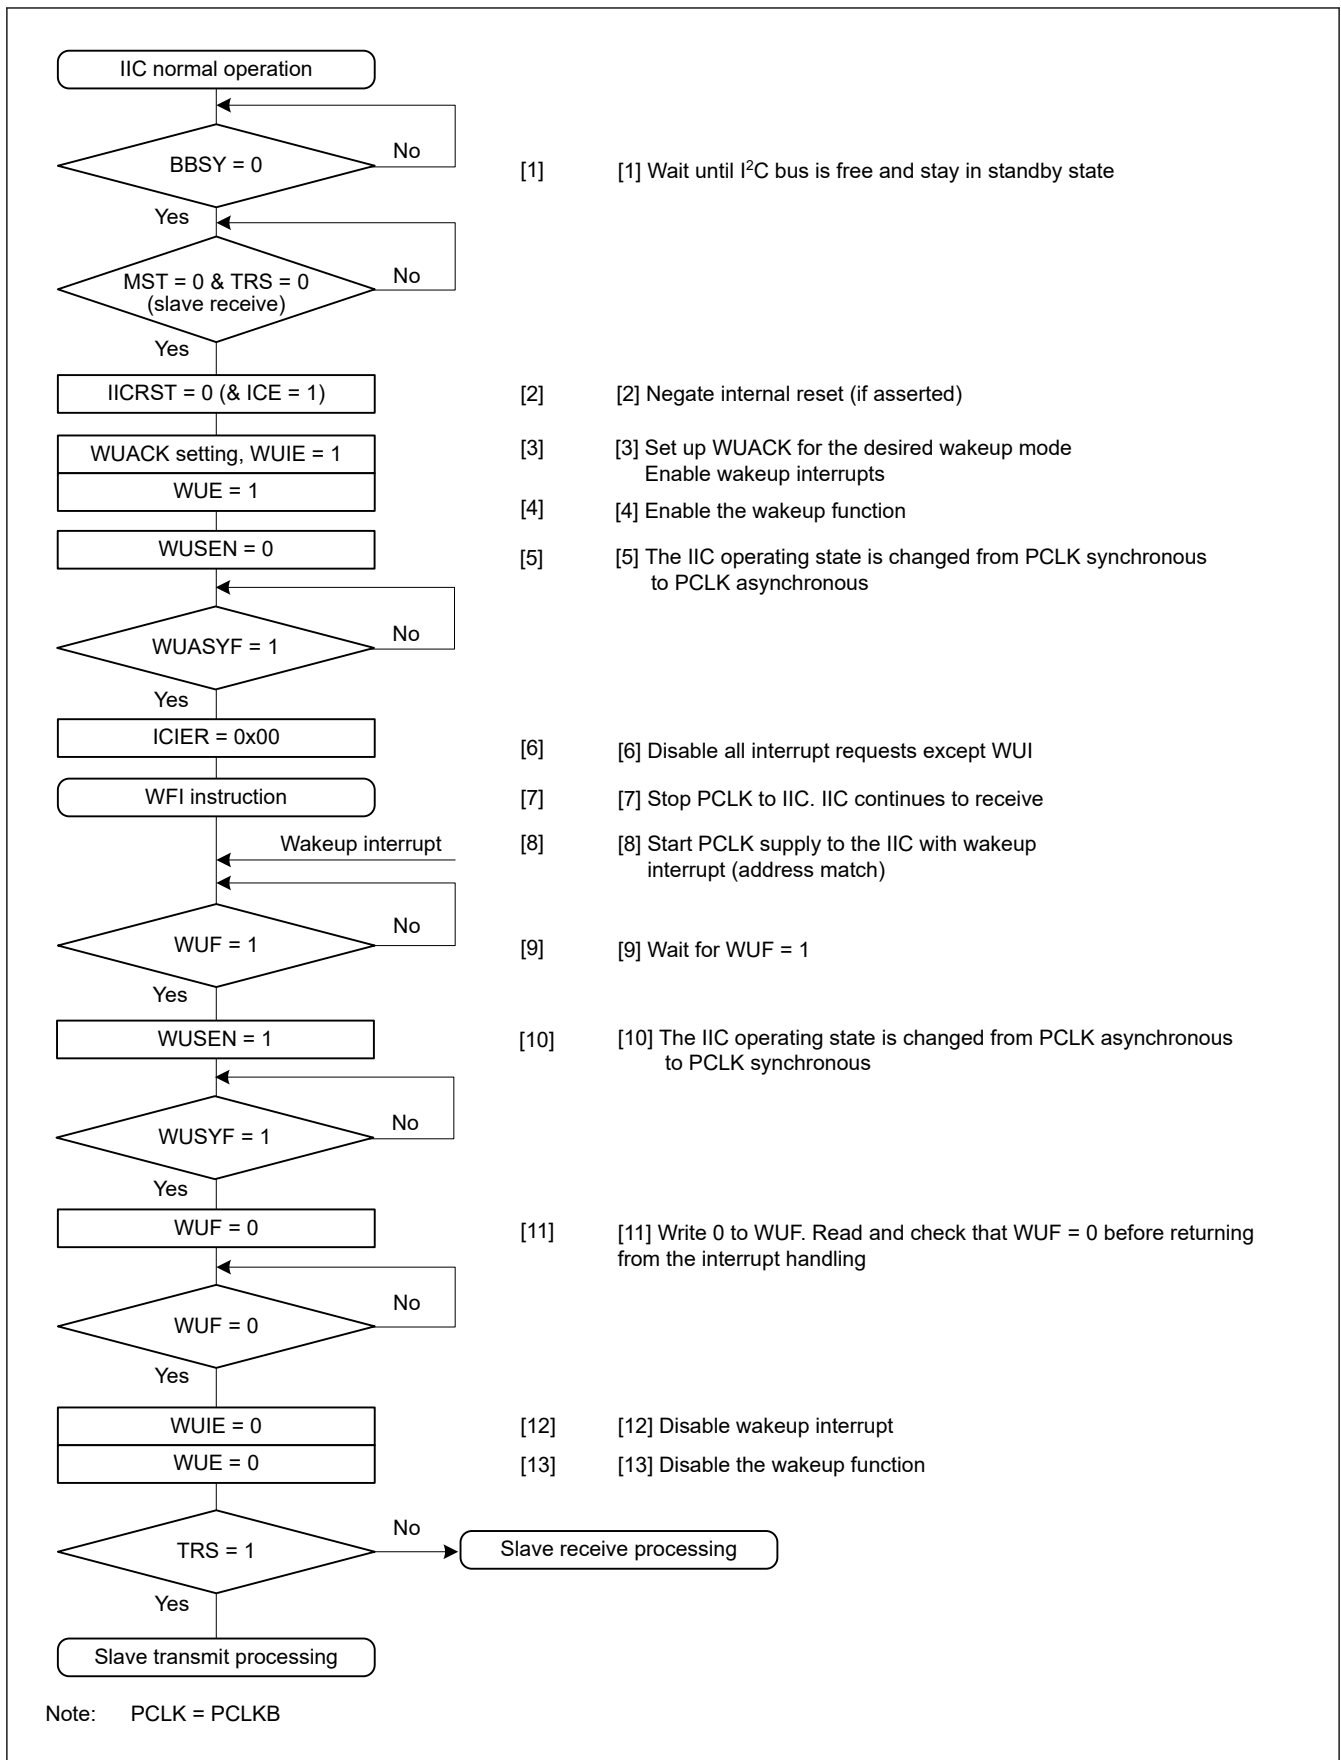 IIC normal operation
BBSY = 0
No
[1] [1] Wait until I²C bus is free and stay in standby state
Yes
MST = 0 & TRS = 0
(slave receive)
No
Yes
IICRST = 0 (& ICE = 1)
[2] [2] Negate internal reset (if asserted)
WUACK setting, WUIE = 1
[3] [3] Set up WUACK for the desired wakeup mode
Enable wakeup interrupts
WUE = 1
[4] [4] Enable the wakeup function
WUSEN = 0
[5] [5] The IIC operating state is changed from PCLK synchronous
to PCLK asynchronous
WUASYF = 1
No
Yes
ICIER = 0x00
[6] [6] Disable all interrupt requests except WUI
WFI instruction
[7] [7] Stop PCLK to IIC. IIC continues to receive
Wakeup interrupt
[8] [8] Start PCLK supply to the IIC with wakeup
interrupt (address match)
WUF = 1
No
[9] [9] Wait for WUF = 1
Yes
WUSEN = 1
[10] [10] The IIC operating state is changed from PCLK asynchronous
to PCLK synchronous
WUSYF = 1
No
Yes
WUF = 0
[11] [11] Write 0 to WUF. Read and check that WUF = 0 before returning
from the interrupt handling
WUF = 0
No
Yes
WUIE = 0
[12] [12] Disable wakeup interrupt
WUE = 0
[13] [13] Disable the wakeup function
TRS = 1
No
Slave receive processing
Yes
Slave transmit processing
Note: PCLK = PCLKB